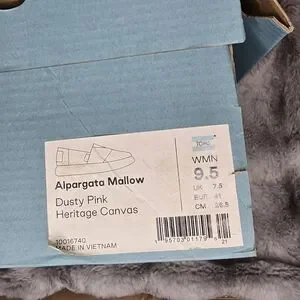 TOMS
Alpargata Mallow
WMN
9.5
Dusty Pink
Heritage Canvas
UK 7.5
EUR 41
CM 26.5
10016740
MADE IN VIETNAM
21